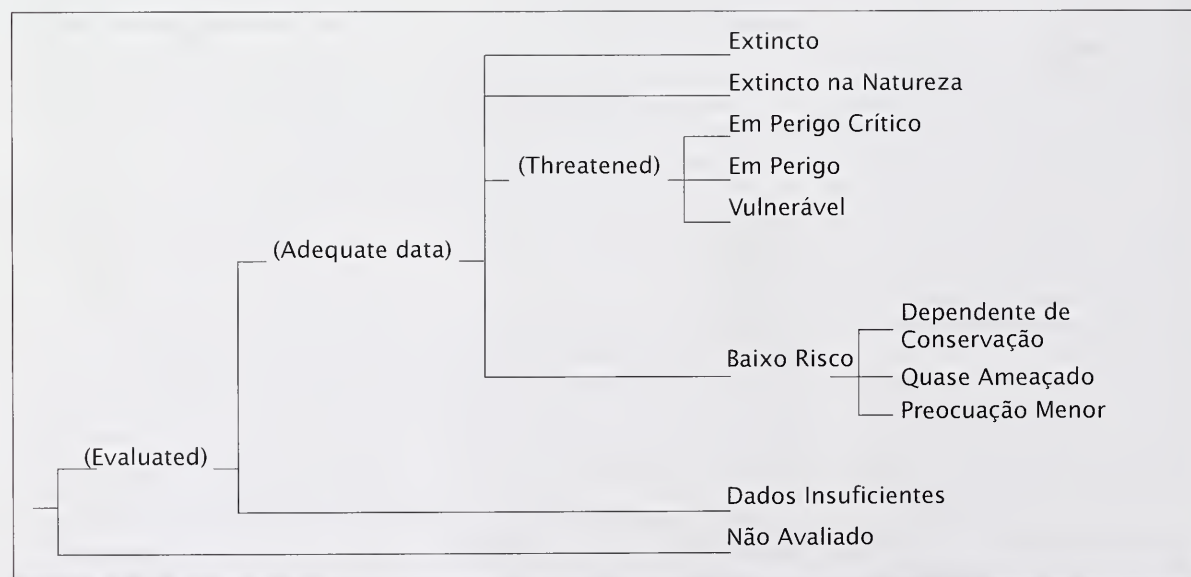 Extincto
Extincto na Natureza
Em Perigo Crítico
(Threatened)
Em Perigo
Vulnerável
(Adequate data)
Dependente de
Conservação
Baixo Risco
Quase Ameaçado
Preocuação Menor
(Evaluated)
Dados Insuficientes
Não Avaliado